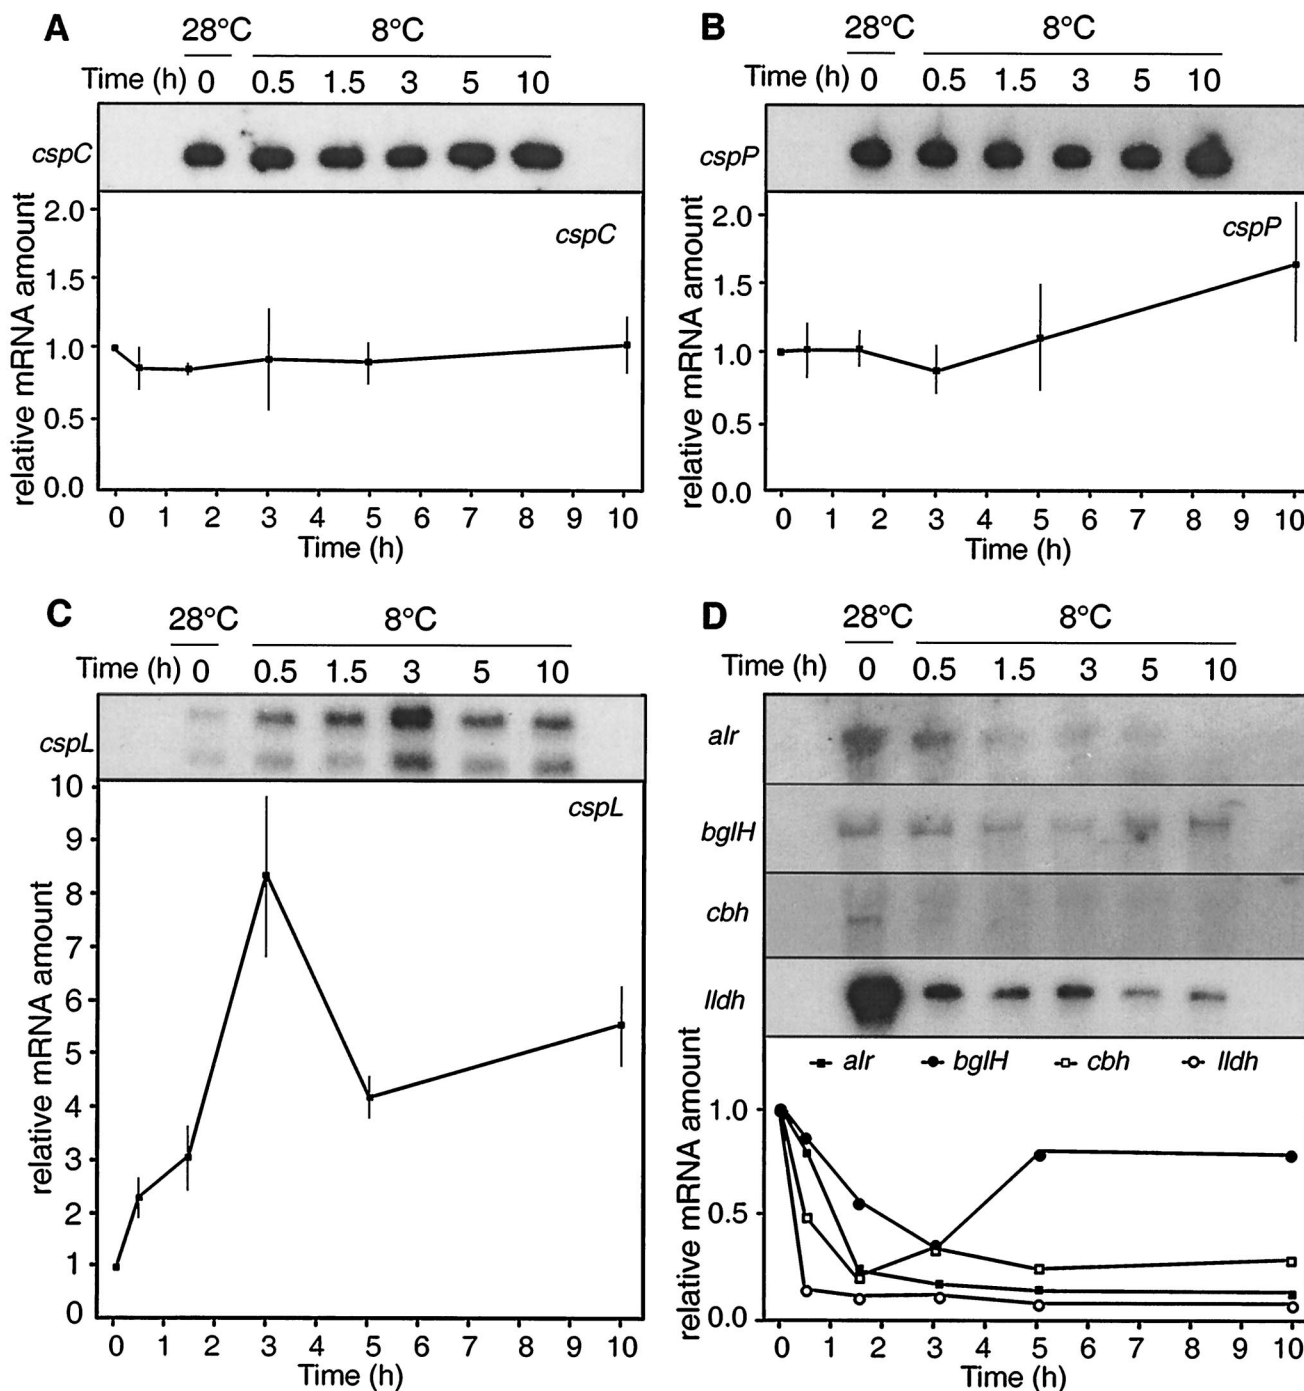 A
28°C 8°C
Time (h) 0 0.5 1.5 3 5 10
cspC
relative mRNA amount
2.0
cspC
1.5
1.0
0.5
0.0
0 1 2 3 4 5 6 7 8 9 10
Time (h)
B
28°C 8°C
Time (h) 0 0.5 1.5 3 5 10
cspP
relative mRNA amount
2.0
cspP
1.5
1.0
0.5
0.0
0 1 2 3 4 5 6 7 8 9 10
Time (h)
C
28°C 8°C
Time (h) 0 0.5 1.5 3 5 10
cspL
relative mRNA amount
10
cspL
9
8
7
6
5
4
3
2
1
0
0 1 2 3 4 5 6 7 8 9 10
Time (h)
D
28°C 8°C
Time (h) 0 0.5 1.5 3 5 10
alr
bglH
cbh
lldh
alr bglH cbh lldh
relative mRNA amount
1.0
0.5
0.0
0 1 2 3 4 5 6 7 8 9 10
Time (h)